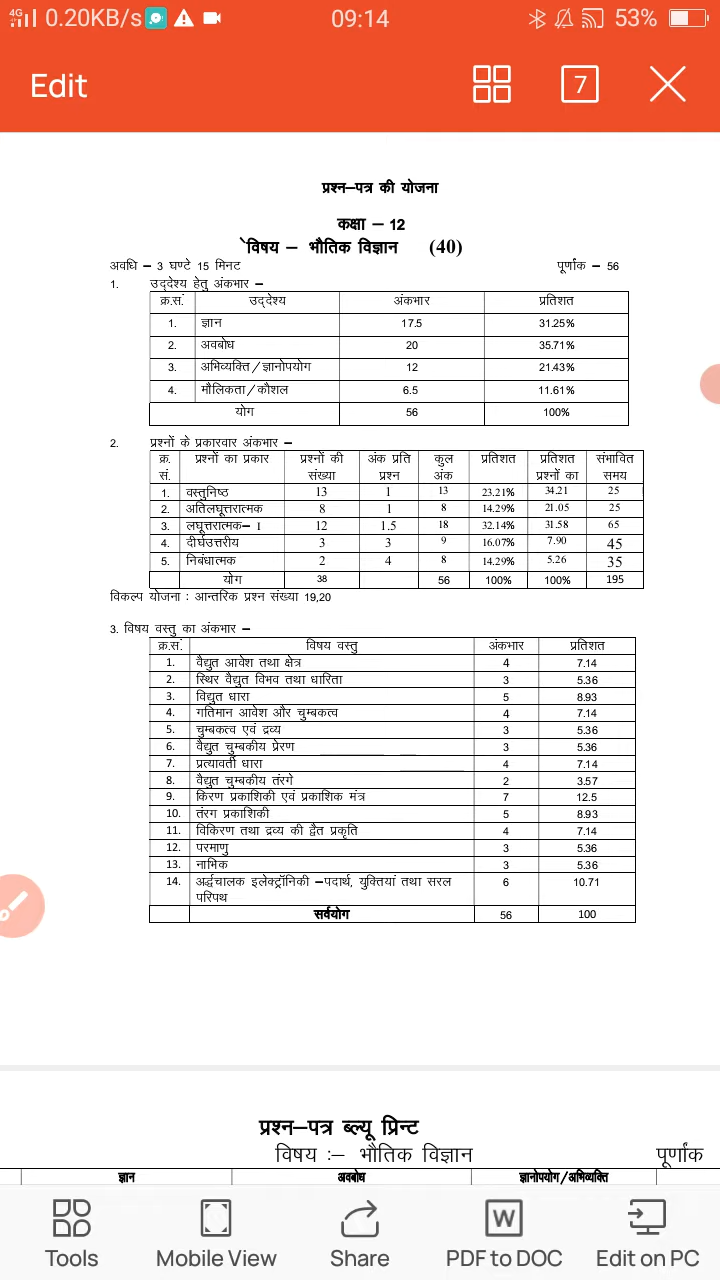 4G 0.20KB/s 09:14 53%
Edit 7
प्रश्न–पत्र की योजना
कक्षा – 12
`विषय – भौतिक विज्ञान (40)
अवधि – 3 घण्टे 15 मिनट पूर्णांक – 56
1. उद्देश्य हेतु अंकभार –
क्र.सं. उद्देश्य अंकभार प्रतिशत
1. ज्ञान 17.5 31.25%
2. अवबोध 20 35.71%
3. अभिव्यक्ति/ज्ञानोपयोग 12 21.43%
4. मौलिकता/कौशल 6.5 11.61%
योग 56 100%
2. प्रश्नों के प्रकारवार अंकभार –
क्र. प्रश्नों का प्रकार प्रश्नों की अंक प्रति कुल प्रतिशत प्रतिशत संभावित
सं. संख्या प्रश्न अंक प्रश्नों का समय
1. वस्तुनिष्ठ 13 1 13 23.21% 34.21 25
2. अतिलघूत्तरात्मक 8 1 8 14.29% 21.05 25
3. लघूत्तरात्मक– I 12 1.5 18 32.14% 31.58 65
4. दीर्घउत्तरीय 3 3 9 16.07% 7.90 45
5. निबंधात्मक 2 4 8 14.29% 5.26 35
योग 38 56 100% 100% 195
विकल्प योजना : आन्तरिक प्रश्न संख्या 19,20
3. विषय वस्तु का अंकभार –
क्र.सं. विषय वस्तु अंकभार प्रतिशत
1. वैद्युत आवेश तथा क्षेत्र 4 7.14
2. स्थिर वैद्युत विभव तथा धारिता 3 5.36
3. विद्युत धारा 5 8.93
4. गतिमान आवेश और चुम्बकत्व 4 7.14
5. चुम्बकत्व एवं द्रव्य 3 5.36
6. वैद्युत चुम्बकीय प्रेरण 3 5.36
7. प्रत्यावर्ती धारा 4 7.14
8. वैद्युत चुम्बकीय तंरगे 2 3.57
9. किरण प्रकाशिकी एवं प्रकाशिक मंत्र 7 12.5
10. तंरग प्रकाशिकी 5 8.93
11. विकिरण तथा द्रव्य की द्वैत प्रकृति 4 7.14
12. परमाणु 3 5.36
13. नाभिक 3 5.36
14. अर्द्धचालक इलेक्ट्रॉनिकी –पदार्थ, युक्तियां तथा सरल 6 10.71
परिपथ
सर्वयोग 56 100
प्रश्न–पत्र ब्ल्यू प्रिन्ट
विषय :– भौतिक विज्ञान पूर्णांक
ज्ञान अवबोध ज्ञानोपयोग/अभिव्यक्ति
W
Tools Mobile View Share PDF to DOC Edit on PC